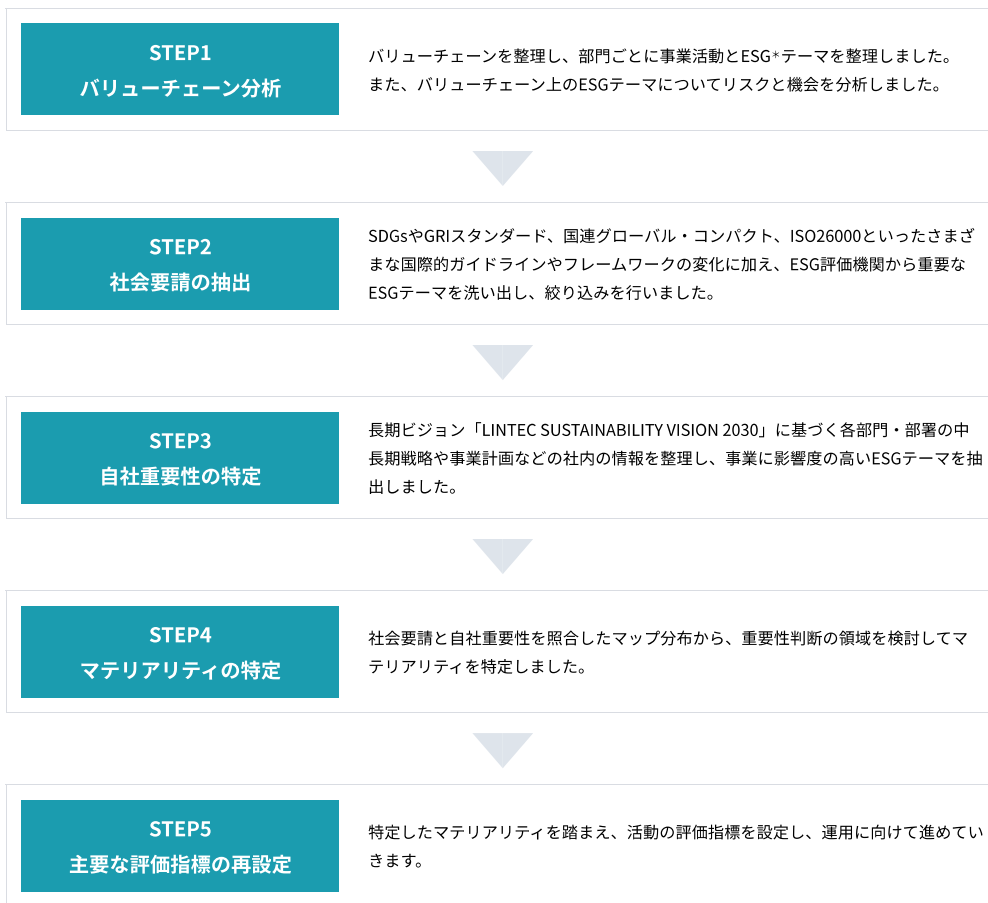 STEP1
バリューチェーン分析
バリューチェーンを整理し、部門ごとに事業活動とESG*テーマを整理しました。
また、バリューチェーン上のESGテーマについてリスクと機会を分析しました。
STEP2
社会要請の抽出
SDGsやGRIスタンダード、国連グローバル・コンパクト、ISO26000といったさまざ
まな国際的ガイドラインやフレームワークの変化に加え、ESG評価機関から重要な
ESGテーマを洗い出し、絞り込みを行いました。
STEP3
自社重要性の特定
長期ビジョン「LINTEC SUSTAINABILITY VISION 2030」に基づく各部門・部署の中
長期戦略や事業計画などの社内の情報を整理し、事業に影響度の高いESGテーマを抽
出しました。
STEP4
マテリアリティの特定
社会要請と自社重要性を照合したマップ分布から、重要性判断の領域を検討してマ
テリアリティを特定しました。
STEP5
主要な評価指標の再設定
特定したマテリアリティを踏まえ、活動の評価指標を設定し、運用に向けて進めてい
きます。